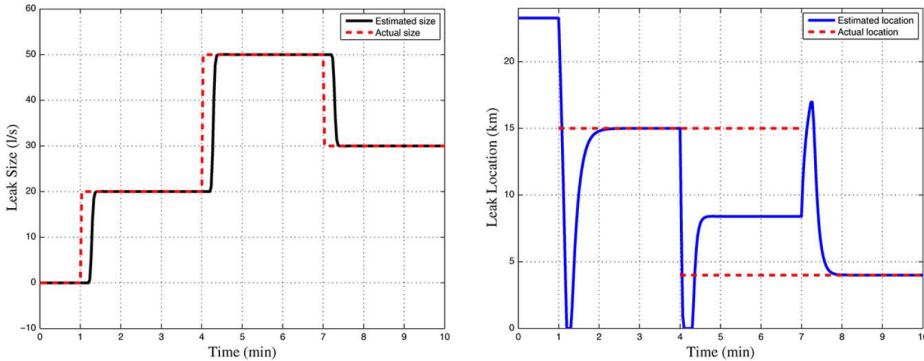 60
50
40
30
20
10
0
−10
0 1 2 3 4 5 6 7 8 9 10
Leak Size (l/s)
Time (min)
Estimated size
Actual size
20
15
10
5
0
0 1 2 3 4 5 6 7 8 9 10
Leak Location (km)
Time (min)
Estimated location
Actual location